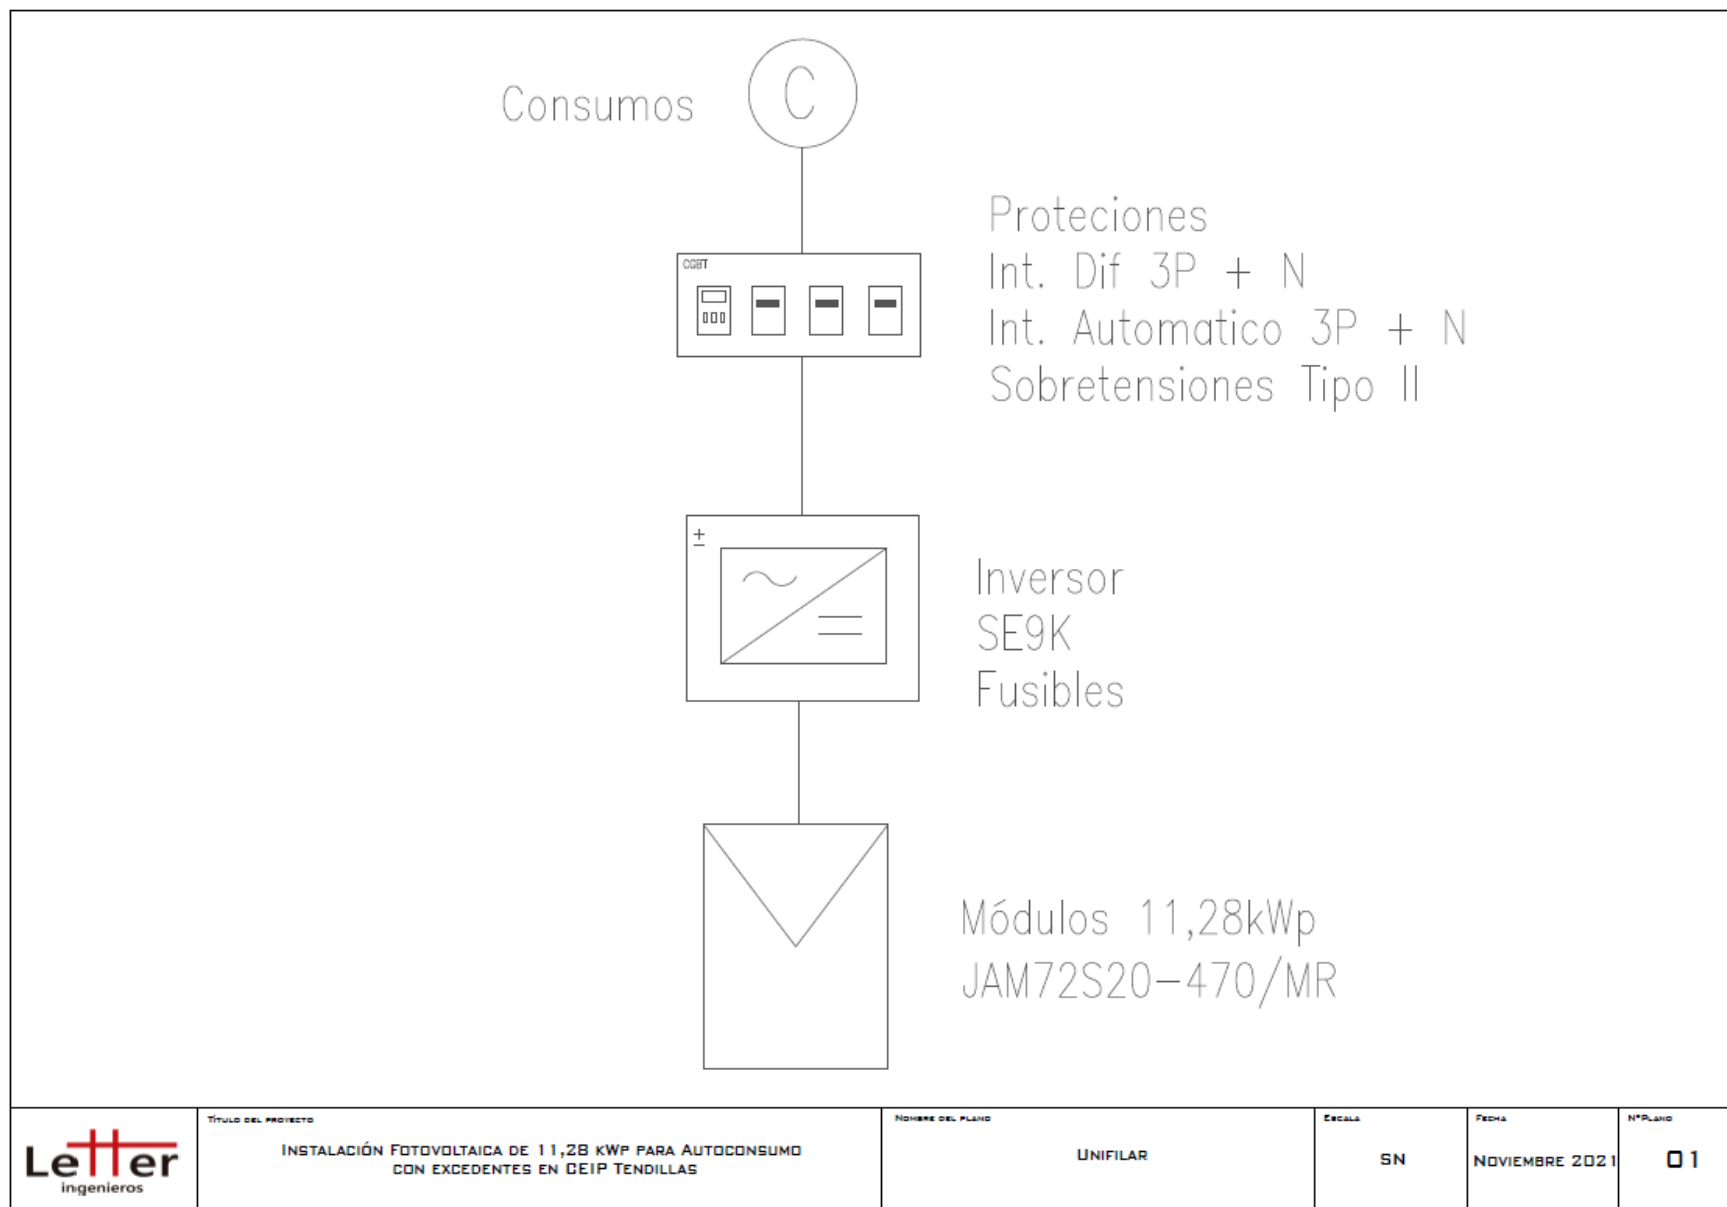 Consumos
C
Proteciones
Int. Dif 3P + N
Int. Automatico 3P + N
Sobretensiones Tipo II
CGBT
Inversor
SE9K
Fusibles
Módulos 11,28kWp
JAM72S20-470/MR
Letter
ingenieros
TÍTULO DEL PROYECTO
INSTALACIÓN FOTOVOLTAICA DE 11,28 KWP PARA AUTOCONSUMO
CON EXCEDENTES EN CEIP TENDILLAS
NOMBRE DEL PLANO
UNIFILAR
ESCALA
SN
FECHA
NOVIEMBRE 2021
NºPLANO
01